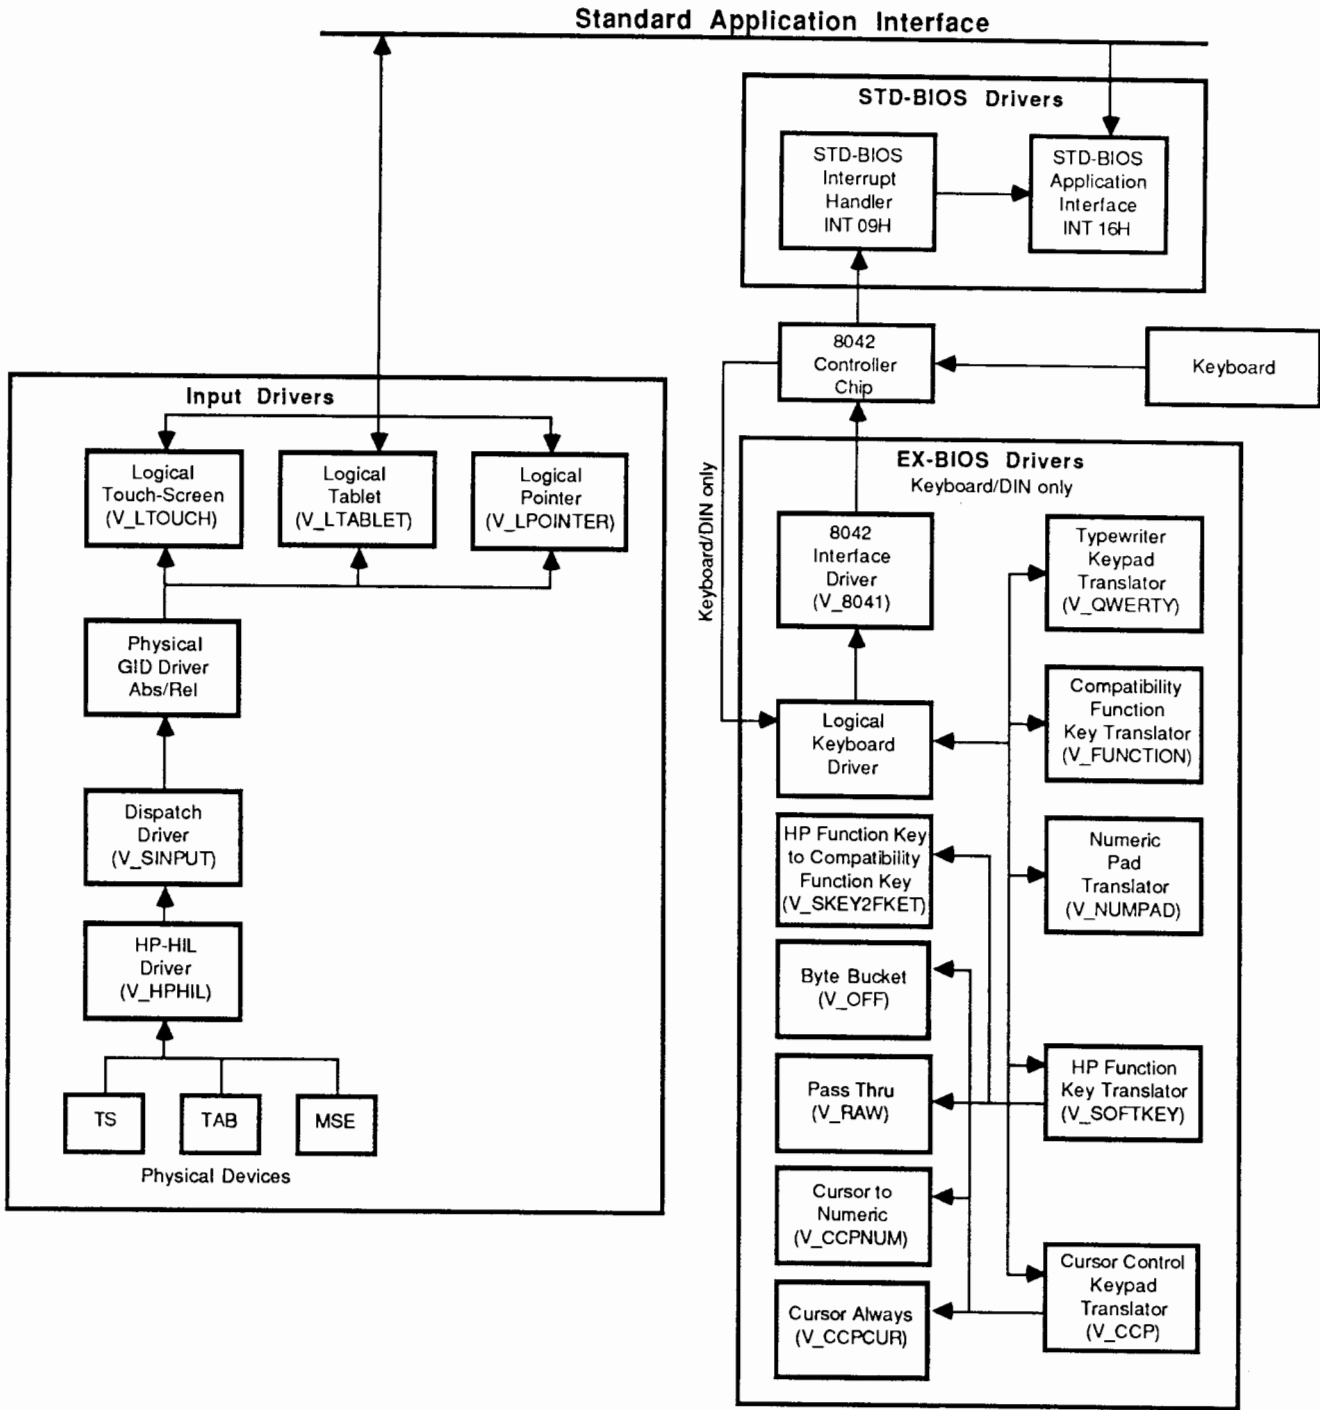 Standard Application Interface
STD-BIOS Drivers
STD-BIOS
Interrupt
Handler
INT 09H
STD-BIOS
Application
Interface
INT 16H
8042
Controller
Chip
Keyboard
Keyboard/DIN only
Input Drivers
Logical
Touch-Screen
(V_LTOUCH)
Logical
Tablet
(V_LTABLET)
Logical
Pointer
(V_LPOINTER)
Physical
GID Driver
Abs/Rel
Dispatch
Driver
(V_SINPUT)
HP-HIL
Driver
(V_HPHIL)
TS
TAB
MSE
Physical Devices
EX-BIOS Drivers
Keyboard/DIN only
8042
Interface
Driver
(V_8041)
Logical
Keyboard
Driver
HP Function Key
to Compatibility
Function Key
(V_SKEY2FKET)
Byte Bucket
(V_OFF)
Pass Thru
(V_RAW)
Cursor to
Numeric
(V_CCPNUM)
Cursor Always
(V_CCPCUR)
Typewriter
Keypad
Translator
(V_QWERTY)
Compatibility
Function
Key Translator
(V_FUNCTION)
Numeric
Pad
Translator
(V_NUMPAD)
HP Function
Key Translator
(V_SOFTKEY)
Cursor Control
Keypad
Translator
(V_CCP)